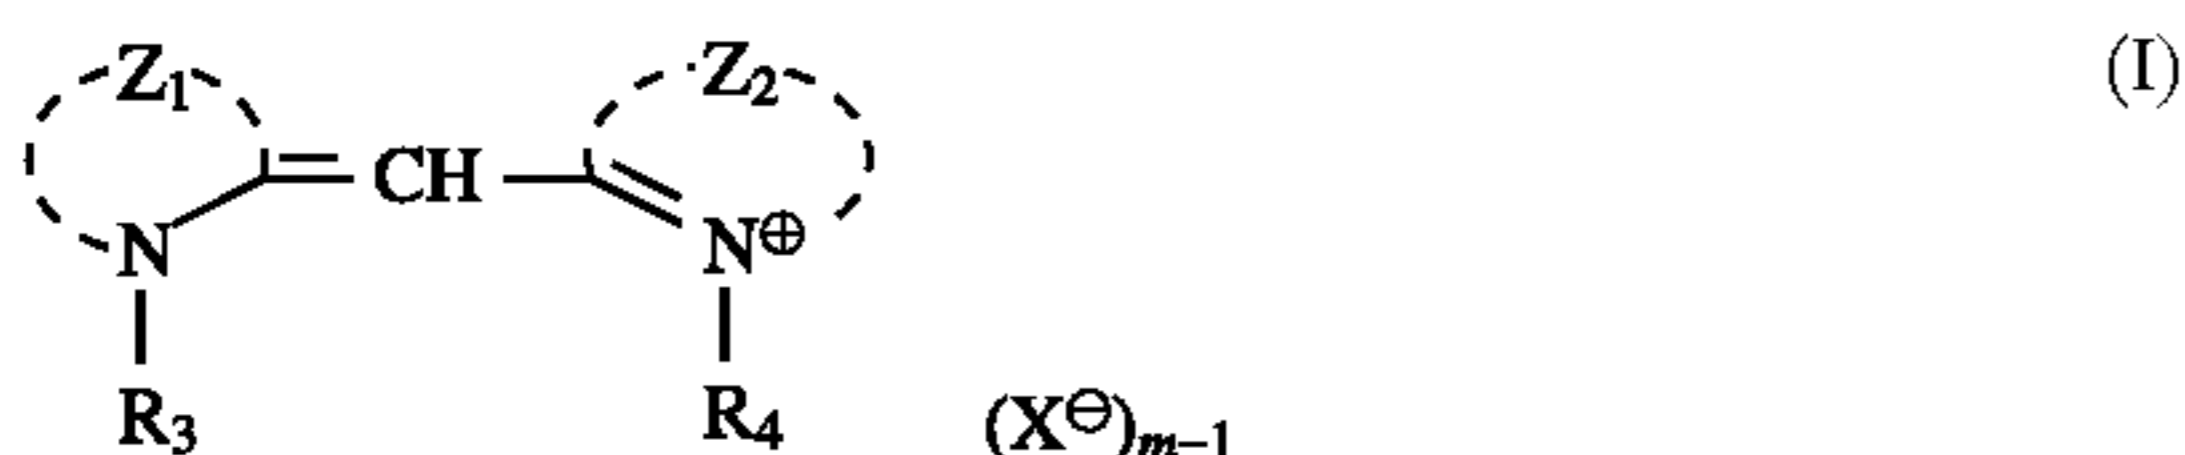 Z₁ Z₂ (I)
=CH—
N N⊕
R₃ R₄ (X⊖)ₘ₋₁